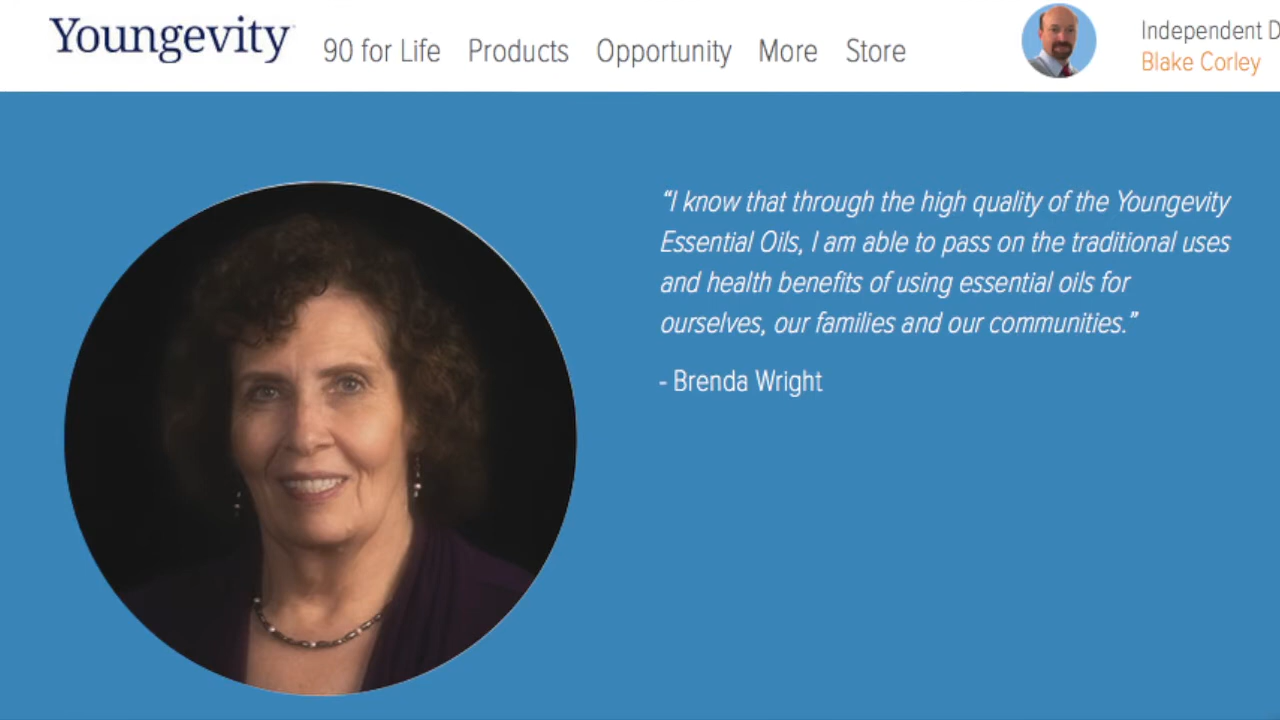 Youngevity
90 for Life Products Opportunity More Store
Independent D
Blake Corley
“I know that through the high quality of the Youngevity
Essential Oils, I am able to pass on the traditional uses
and health benefits of using essential oils for
ourselves, our families and our communities.”
- Brenda Wright